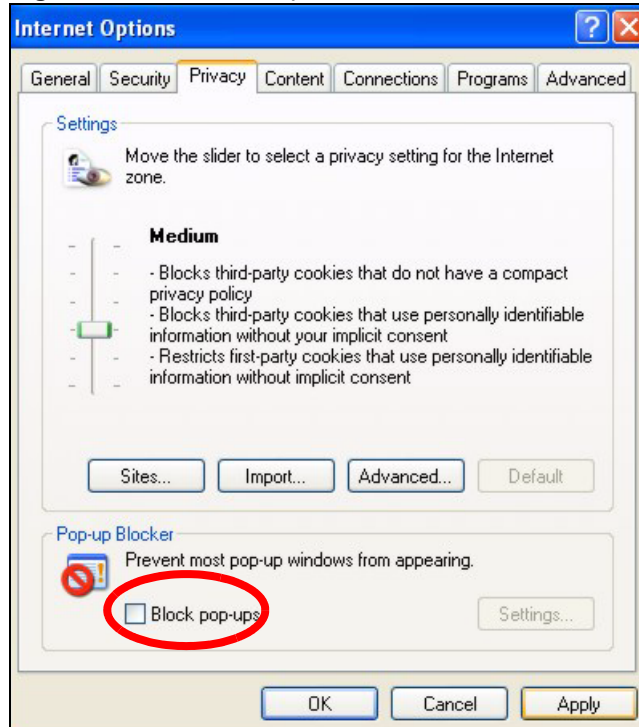 Internet Options
General Security Privacy Content Connections Programs Advanced
Settings
Move the slider to select a privacy setting for the Internet
zone.
Medium
- Blocks third-party cookies that do not have a compact
privacy policy
- Blocks third-party cookies that use personally identifiable
information without your implicit consent
- Restricts first-party cookies that use personally identifiable
information without implicit consent
Sites... Import... Advanced... Default
Pop-up Blocker
Prevent most pop-up windows from appearing.
Block pop-ups Settings...
OK Cancel Apply